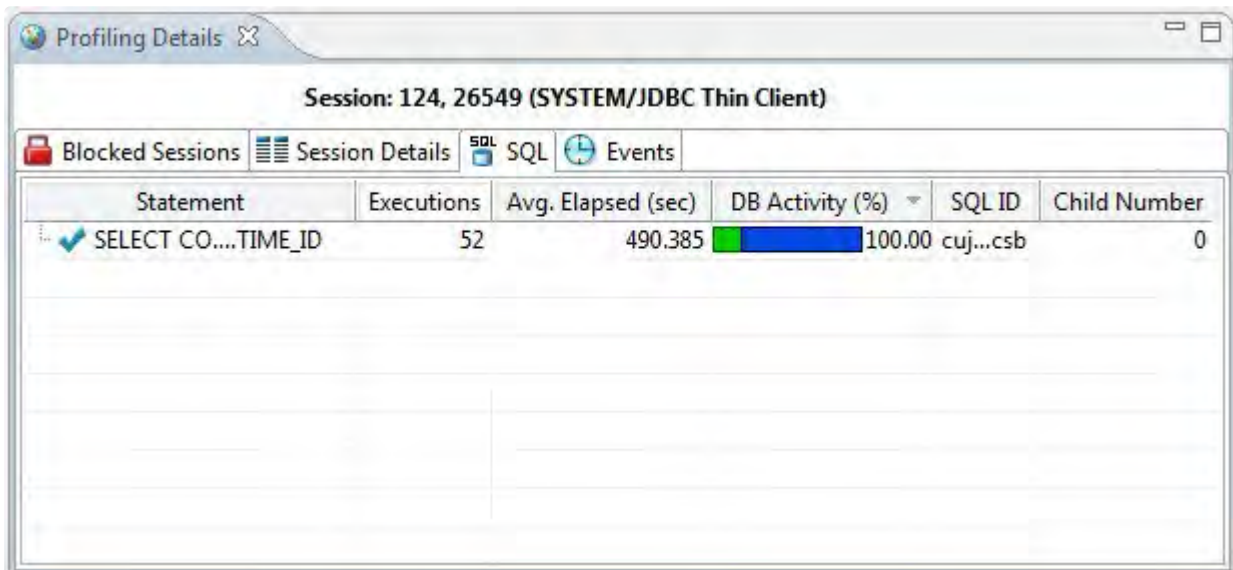 Profiling Details
Session: 124, 26549 (SYSTEM/JDBC Thin Client)
Blocked Sessions Session Details SQL SQL Events
Statement Executions Avg. Elapsed (sec) DB Activity (%) SQL ID Child Number
SELECT CO....TIME_ID 52 490.385 100.00 cuj...csb 0